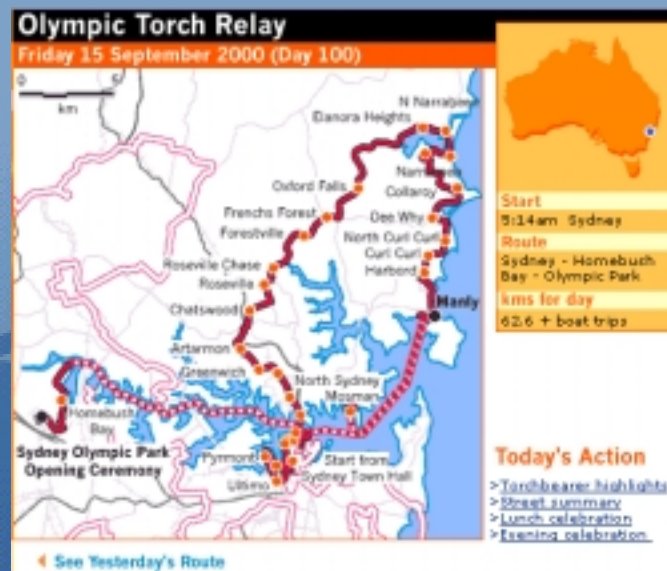 Olympic Torch Relay
Friday 15 September 2000 (Day 100)
0 5
km
N Narrabeen
Elanora Heights
Narrabeen
Oxford Falls
Collaroy
Frenchs Forest
Dee Why
Forestville
North Curl Curl
Curl Curl
Roseville Chase
Harbord
Roseville
Manly
Chatswood
Artarmon
Greenwich
North Sydney
Mosman
Homebush
Bay
Sydney Olympic Park
Opening Ceremony
Pyrmont
Ultimo
Start from
Sydney Town Hall
See Yesterday's Route
Start
5:14am Sydney
Route
Sydney - Homebush
Bay - Olympic Park
kms for day
62.6 + boat trips
Today's Action
>Torchbearer highlights
>Street summary
>Lunch celebration
>Evening celebration